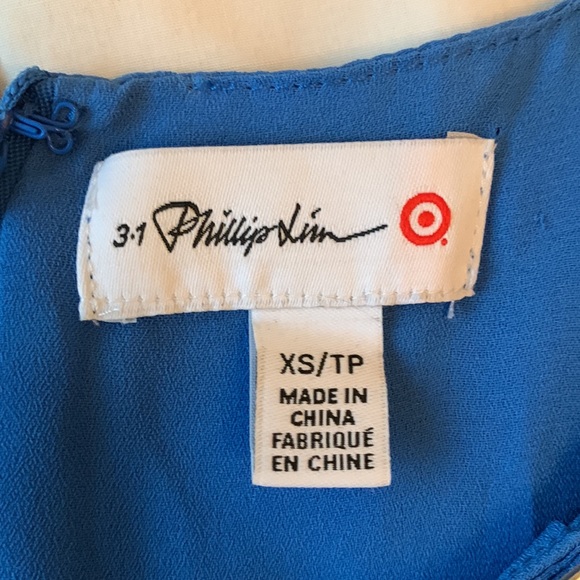 3.1 Phillip Lim
XS/TP
MADE IN
CHINA
FABRIQUÉ
EN CHINE